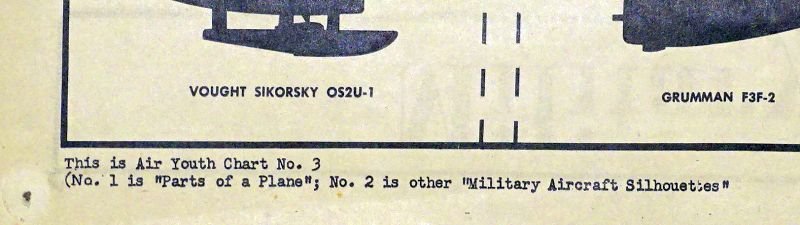 VOUGHT SIKORSKY OS2U-1
GRUMMAN F3F-2
This is Air Youth Chart No. 3
(No. 1 is "Parts of a Plane"; No. 2 is other "Military Aircraft Silhouettes"